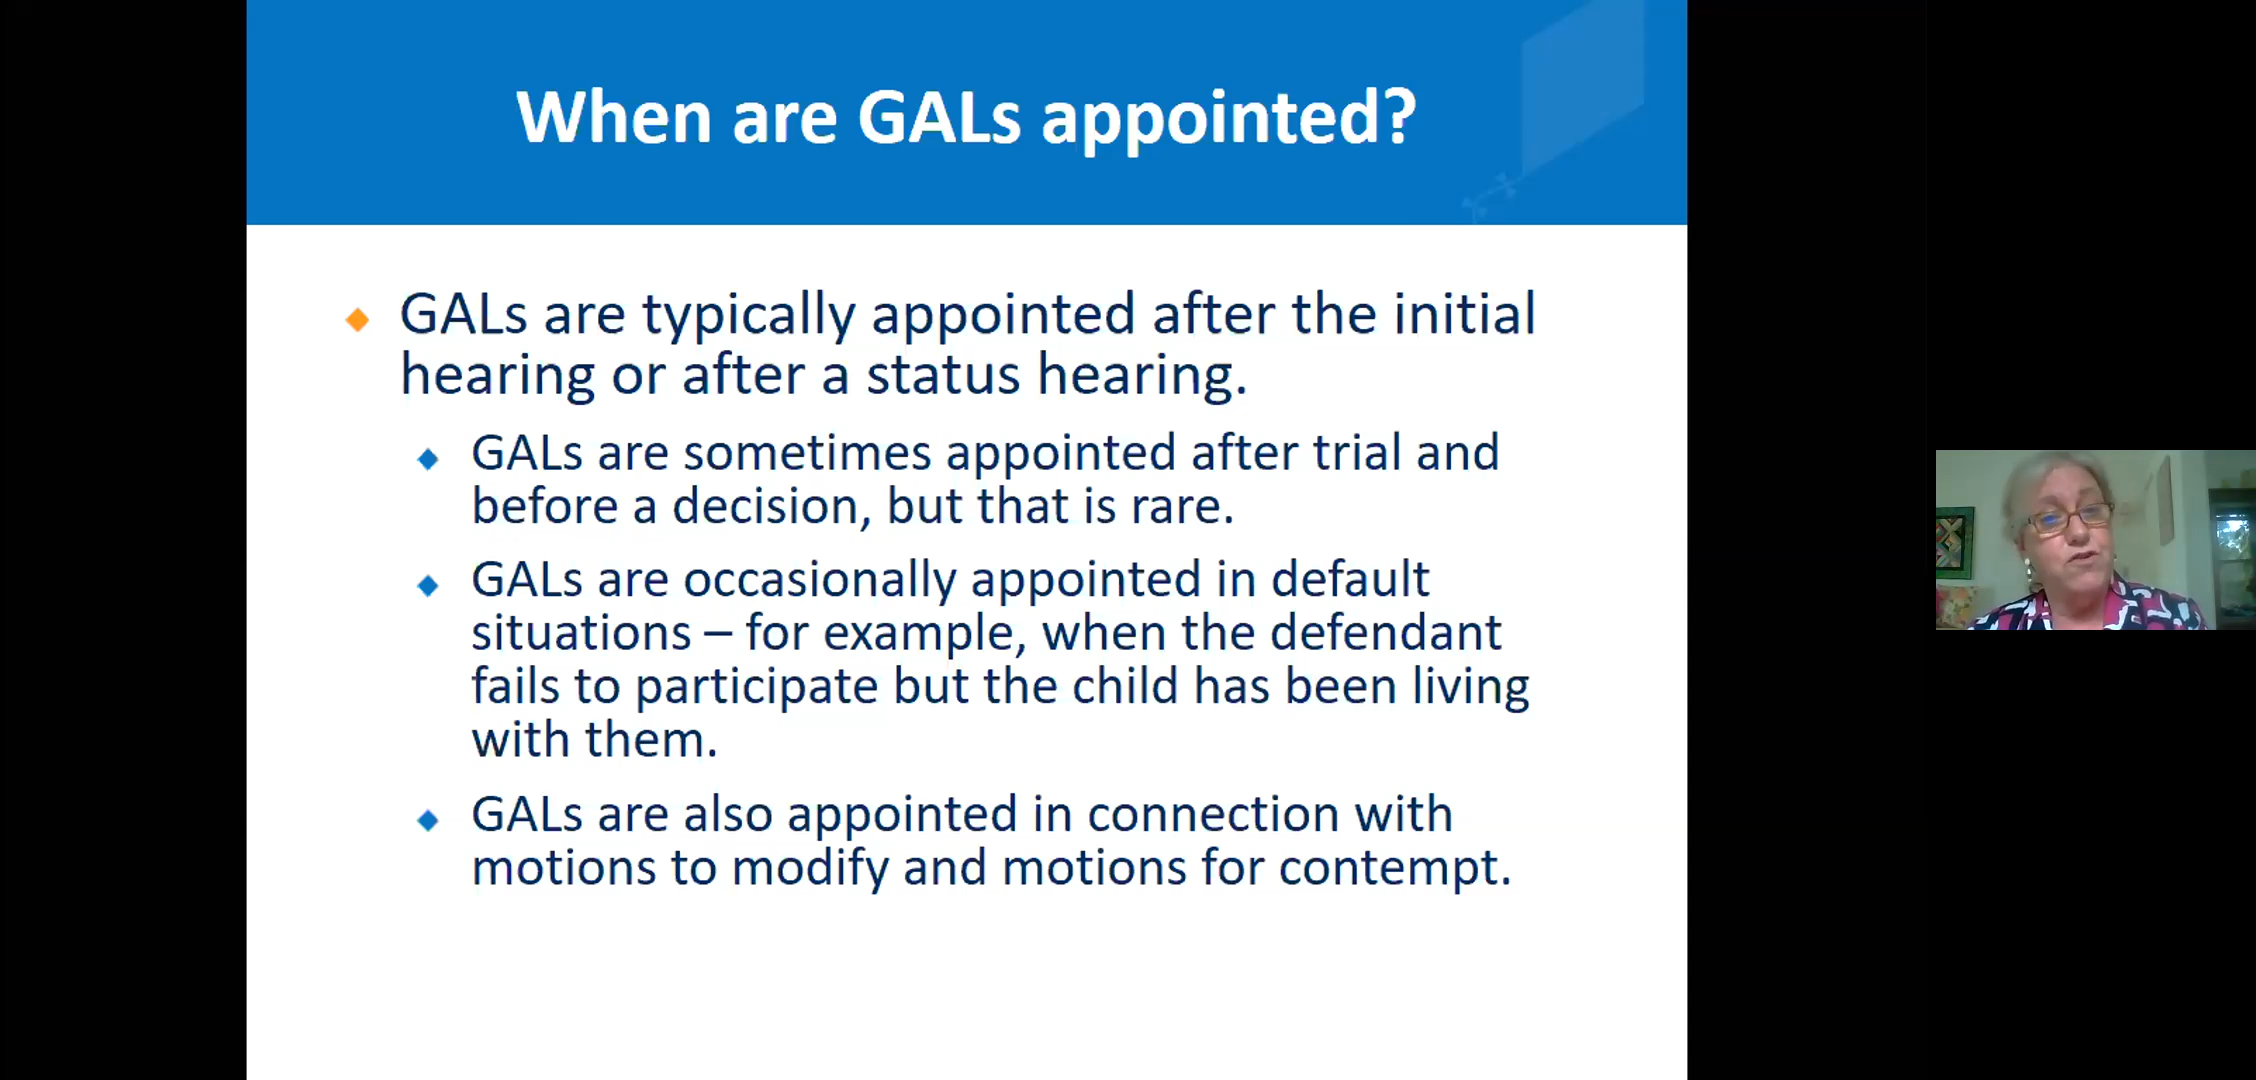 When are GALs appointed?
GALs are typically appointed after the initial
hearing or after a status hearing.
GALs are sometimes appointed after trial and
before a decision, but that is rare.
GALs are occasionally appointed in default
situations – for example, when the defendant
fails to participate but the child has been living
with them.
GALs are also appointed in connection with
motions to modify and motions for contempt.